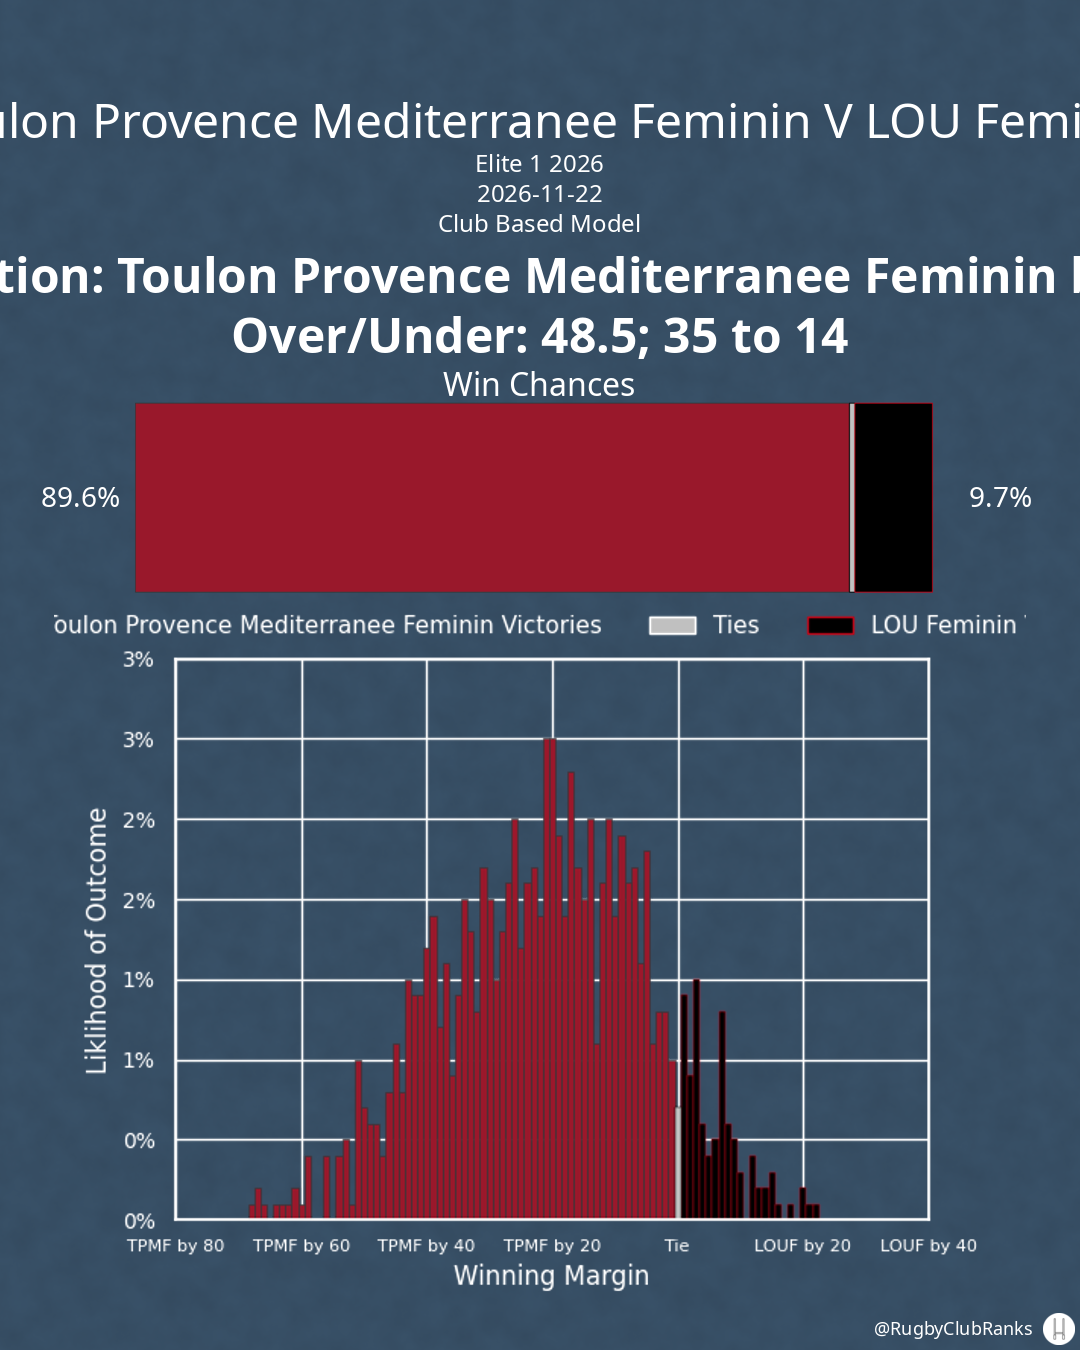 ulon Provence Mediterranee Feminin V LOU Femi
Elite 1 2026
2026-11-22
Club Based Model
tion: Toulon Provence Mediterranee Feminin b
Over/Under: 48.5; 35 to 14
Win Chances
89.6%
9.7%
oulon Provence Mediterranee Feminin Victories
Ties
LOU Feminin
3%
3%
2%
2%
1%
1%
0%
0%
Liklihood of Outcome
TPMF by 80
TPMF by 60
TPMF by 40
TPMF by 20
Tie
LOUF by 20
LOUF by 40
Winning Margin
@RugbyClubRanks